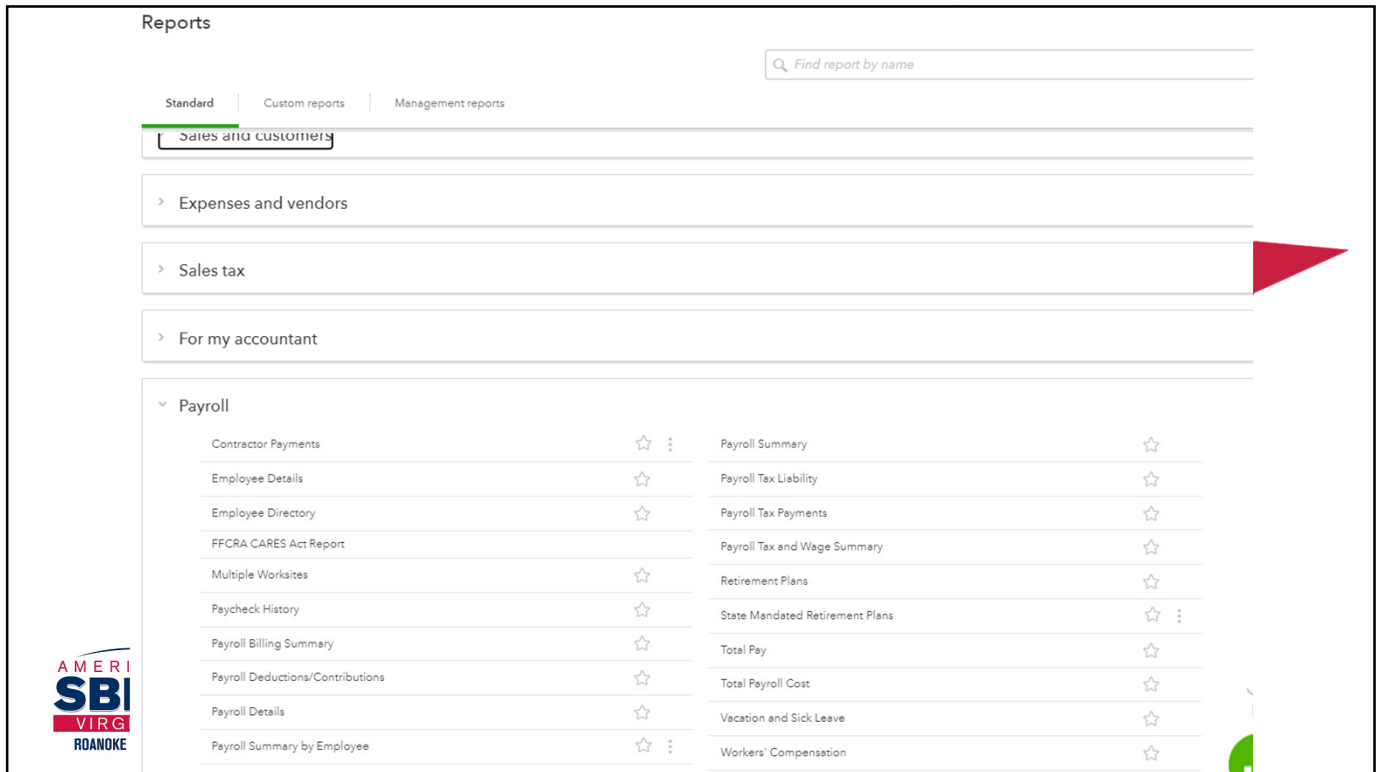 Reports
Find report by name
Standard
Custom reports
Management reports
Sales and customers
Expenses and vendors
Sales tax
For my accountant
Payroll
Contractor Payments
Employee Details
Employee Directory
FFCRA CARES Act Report
Multiple Worksites
Paycheck History
Payroll Billing Summary
Payroll Deductions/Contributions
Payroll Details
Payroll Summary by Employee
Payroll Summary
Payroll Tax Liability
Payroll Tax Payments
Payroll Tax and Wage Summary
Retirement Plans
State Mandated Retirement Plans
Total Pay
Total Payroll Cost
Vacation and Sick Leave
Workers' Compensation
AMERI
SB
VIRG
ROANOKE